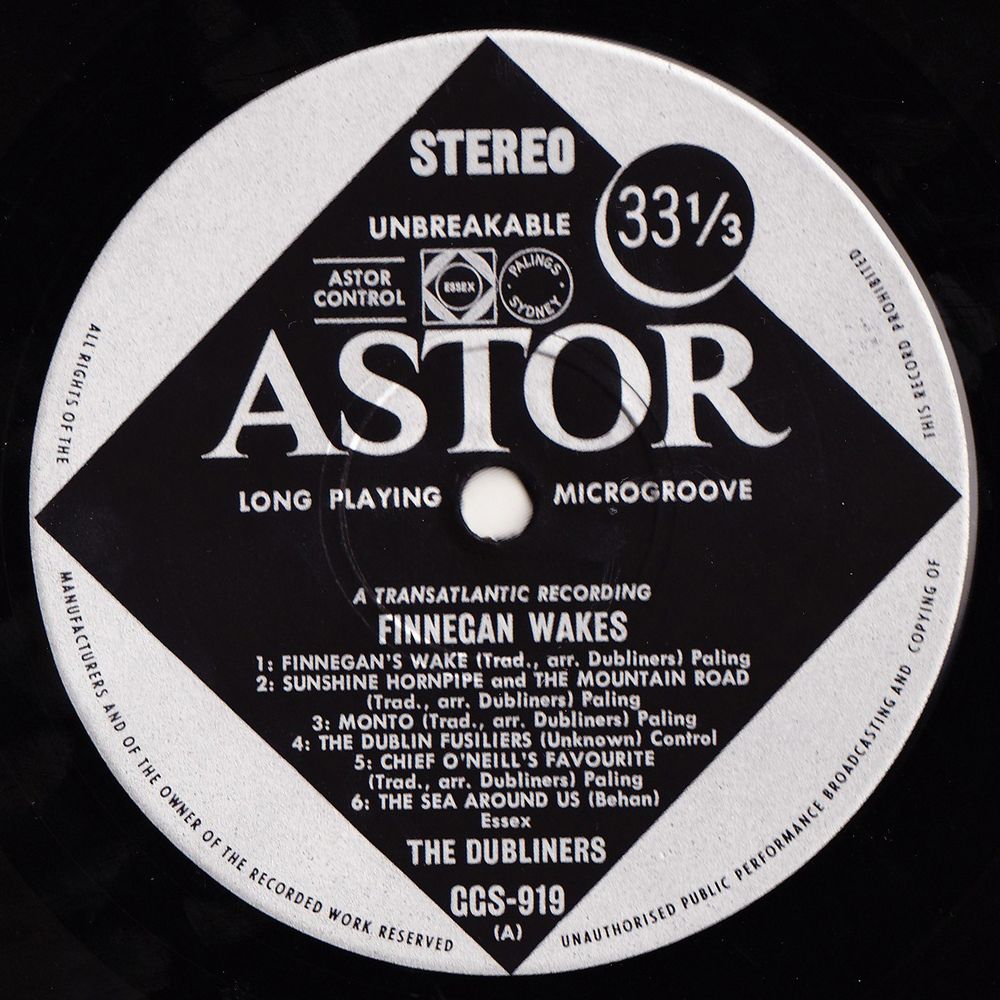 STEREO
33 1/3
UNBREAKABLE
ASTOR
CONTROL
ESSEX
PALINGS · SYDNEY ·
ASTOR
LONG PLAYING MICROGROOVE
A TRANSATLANTIC RECORDING
FINNEGAN WAKES
1: FINNEGAN'S WAKE (Trad., arr. Dubliners) Paling
2: SUNSHINE HORNPIPE and THE MOUNTAIN ROAD
(Trad., arr. Dubliners) Paling
3: MONTO (Trad., arr. Dubliners) Paling
4: THE DUBLIN FUSILIERS (Unknown) Control
5: CHIEF O'NEILL'S FAVOURITE
(Trad., arr. Dubliners) Paling
6: THE SEA AROUND US (Behan)
Essex
THE DUBLINERS
GGS-919
(A)
ALL RIGHTS OF THE
MANUFACTURERS AND OF THE OWNER OF THE RECORDED WORK RESERVED
UNAUTHORISED PUBLIC PERFORMANCE BROADCASTING AND COPYING OF
THIS RECORD PROHIBITED